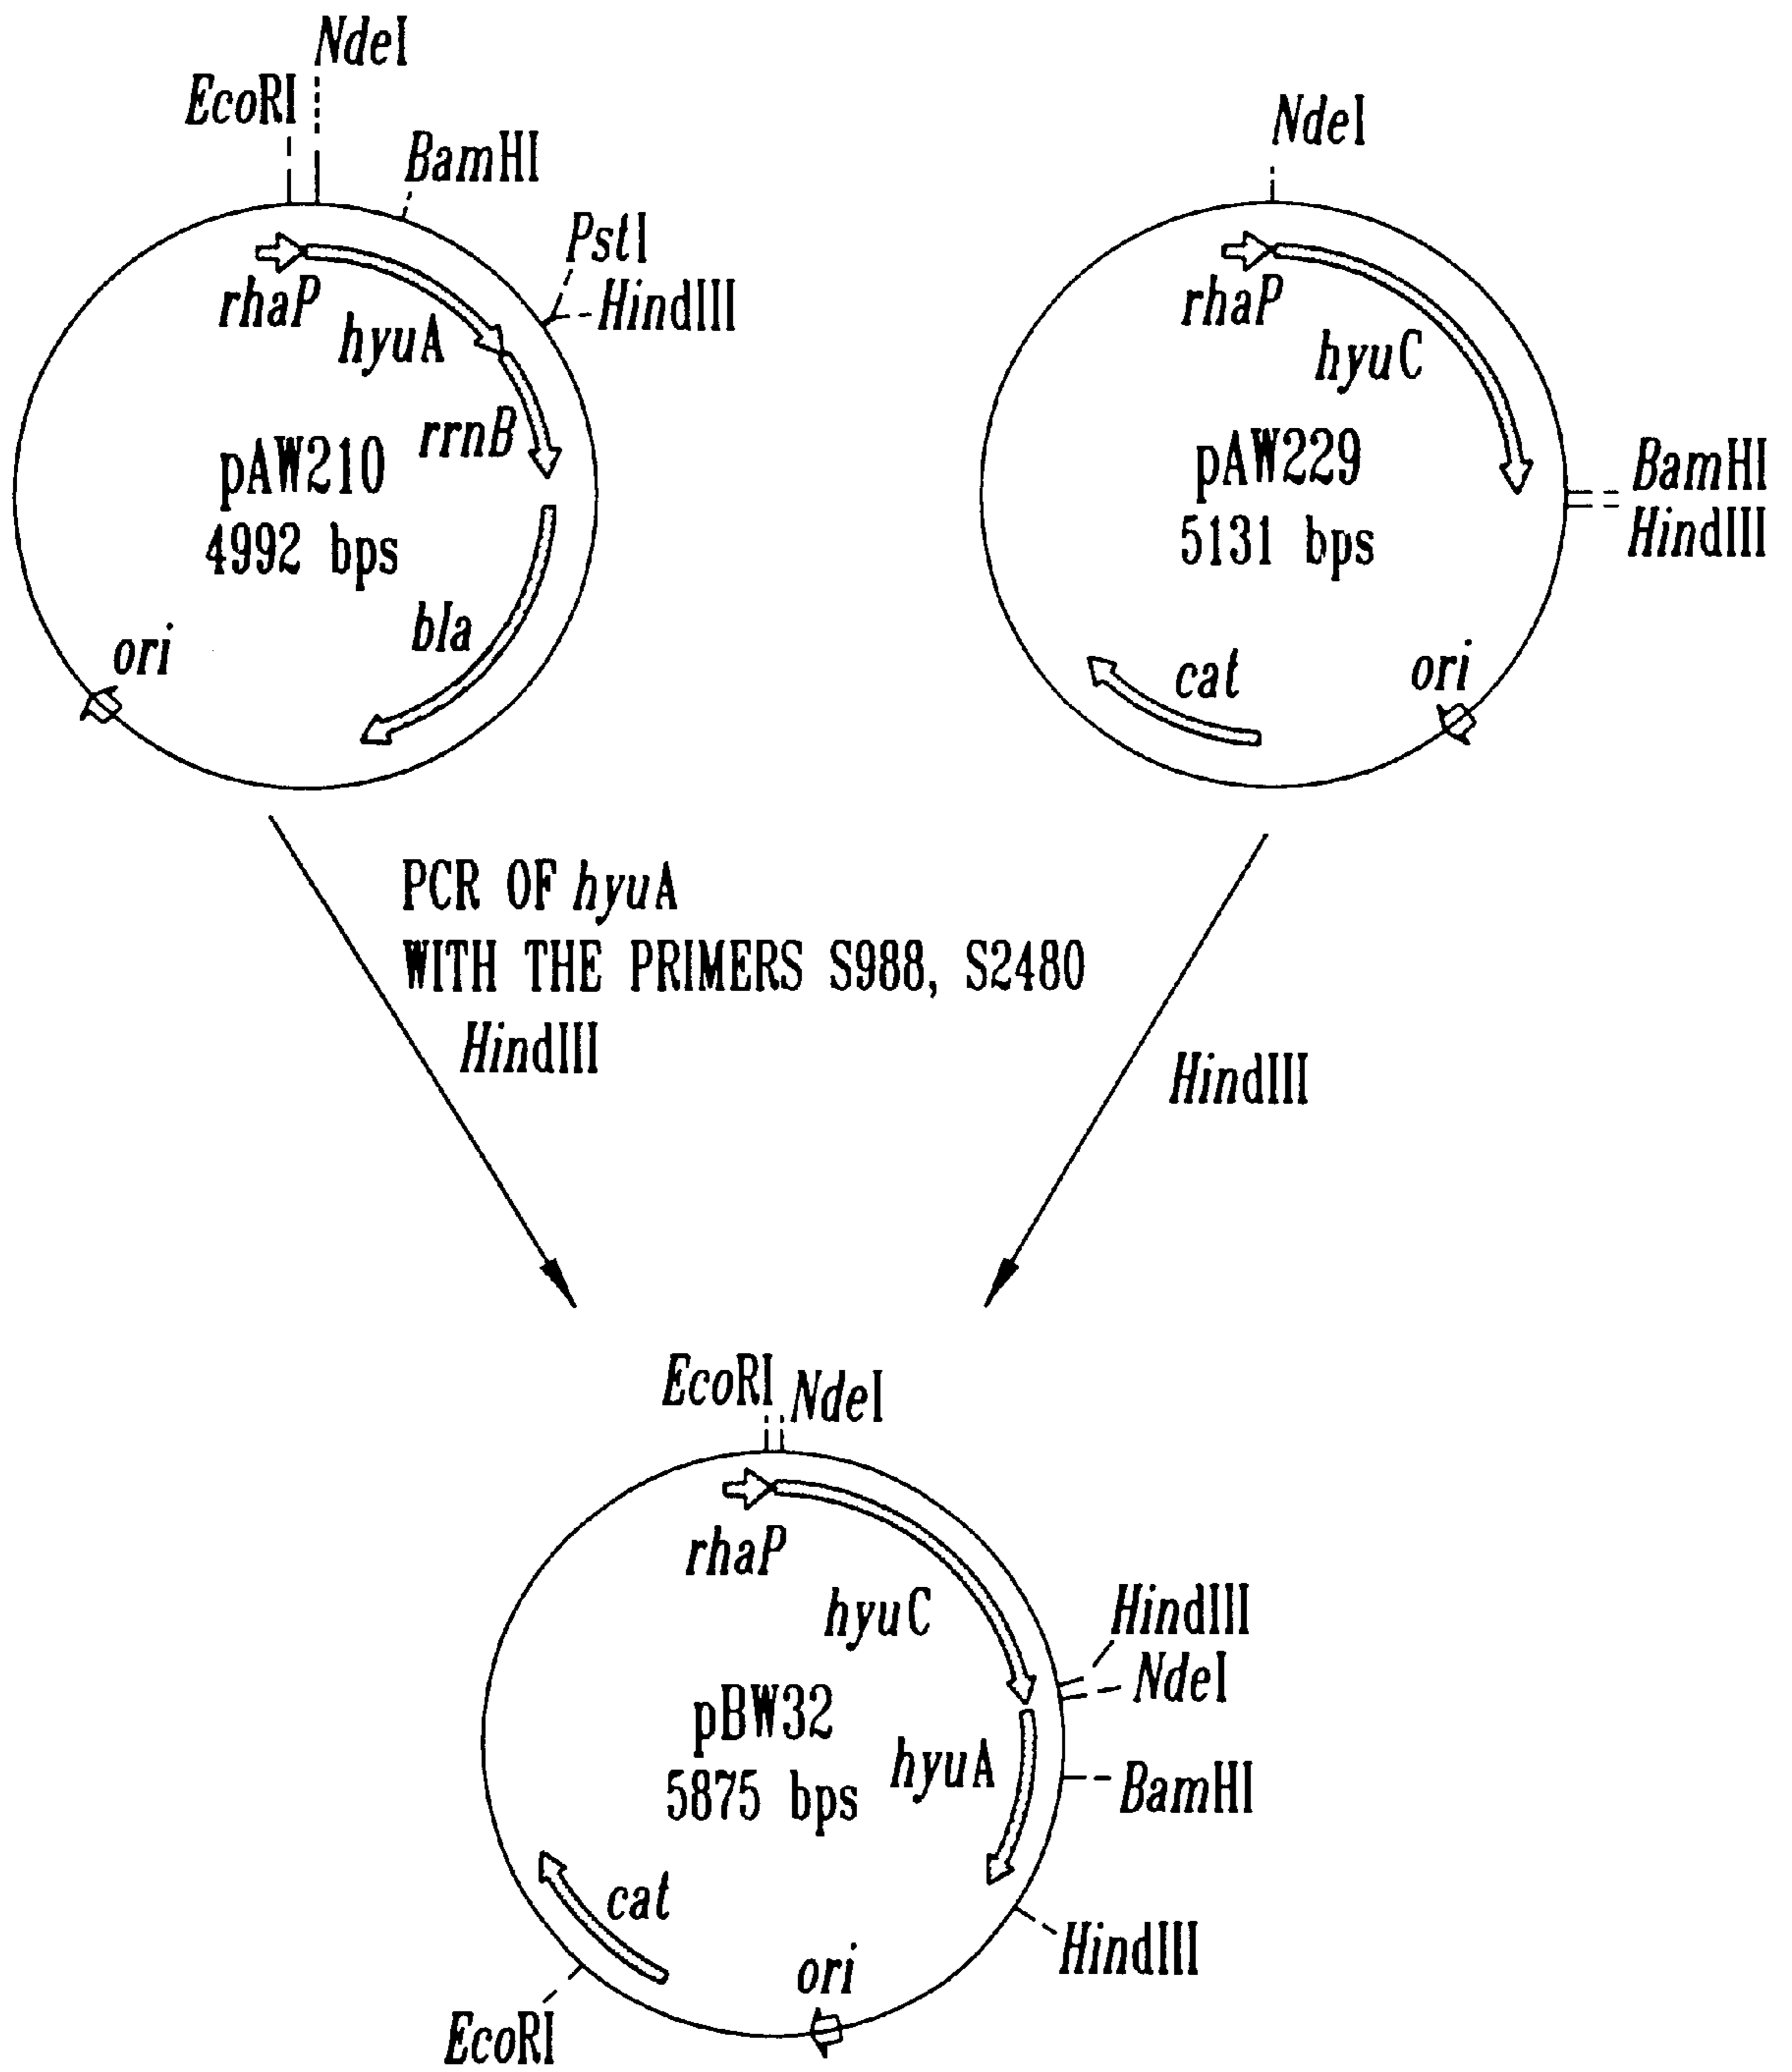 NdeI
EcoRI
BamHI
PstI
HindIII
rhaP
hyuA
rrnB
pAW210
4992 bps
bla
ori
NdeI
rhaP
hyuC
pAW229
5131 bps
BamHI
HindIII
cat
ori
PCR OF hyuA
WITH THE PRIMERS S988, S2480
HindIII
HindIII
EcoRI
NdeI
rhaP
hyuC
HindIII
NdeI
pBW32
5875 bps
hyuA
BamHI
cat
HindIII
ori
EcoRI